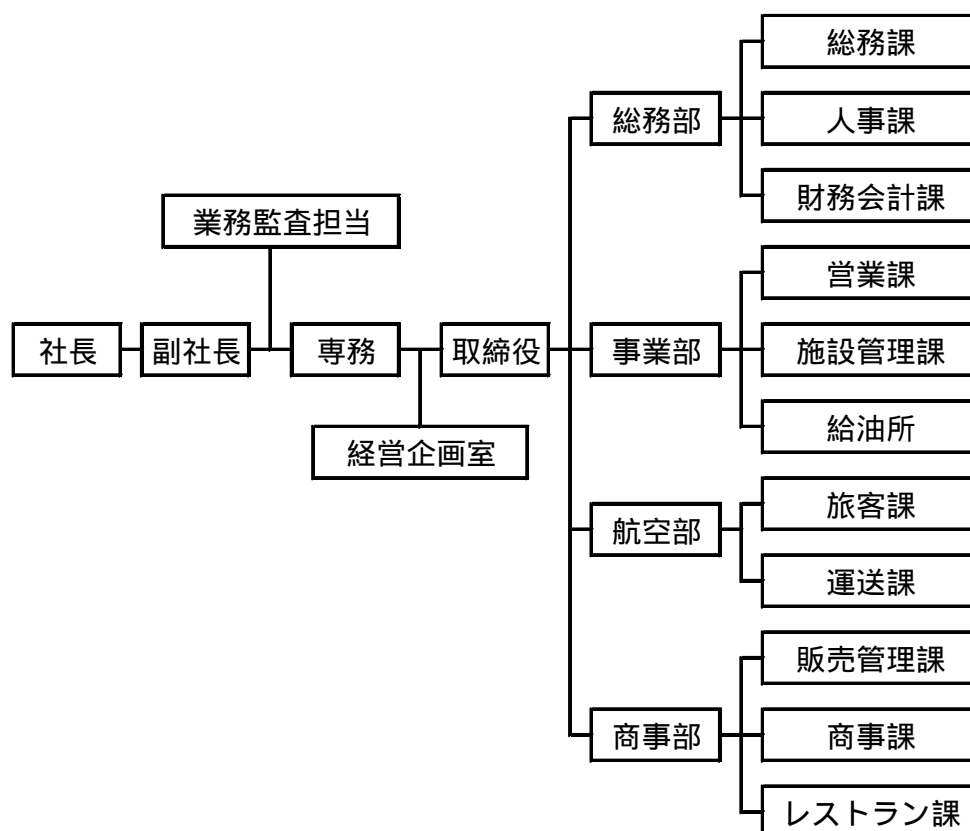 総務課
総務部
人事課
財務会計課
業務監査担当
営業課
社長
副社長
専務
取締役
事業部
施設管理課
経営企画室
給油所
旅客課
航空部
運送課
販売管理課
商事部
商事課
レストラン課